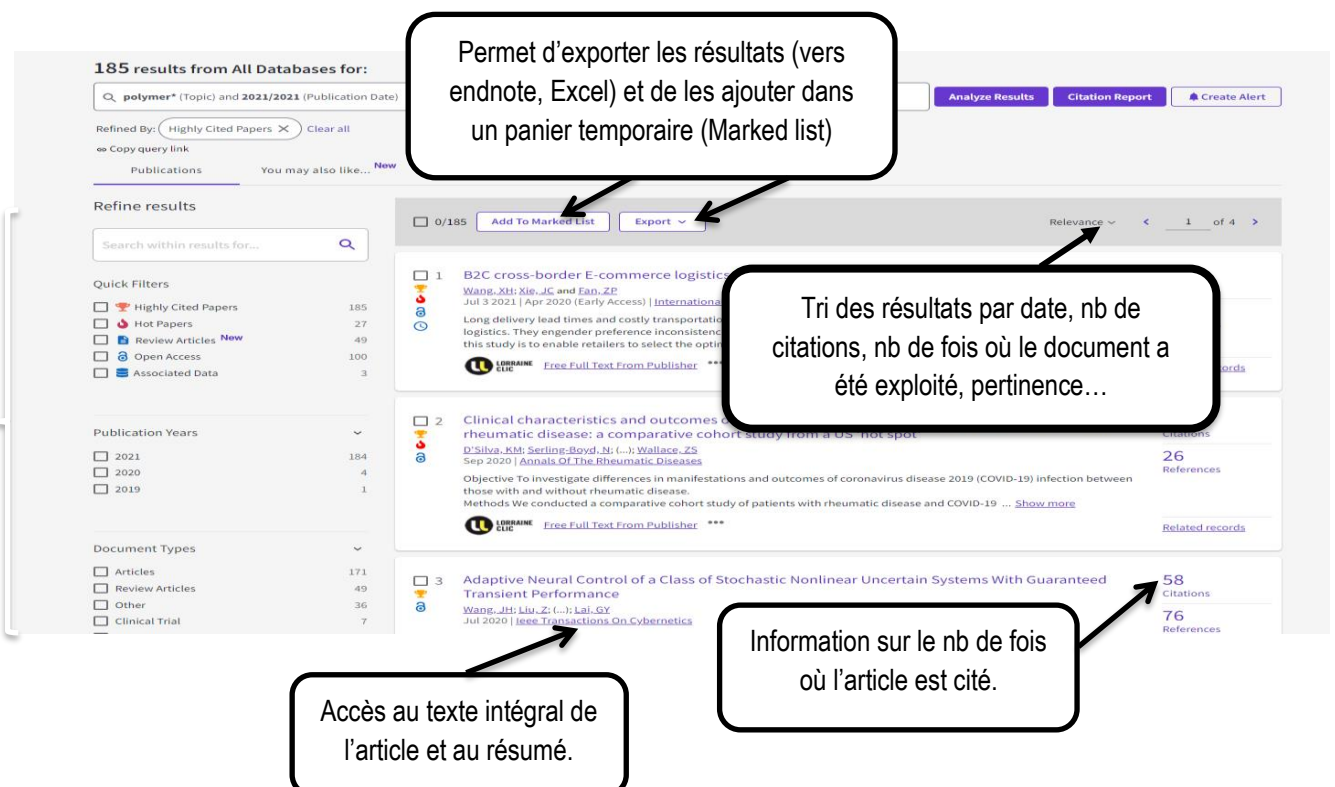 Permet d’exporter les résultats (vers
endnote, Excel) et de les ajouter dans
un panier temporaire (Marked list)
185 results from All Databases for:
polymer* (Topic) and 2021/2021 (Publication Date)
Analyze Results
Citation Report
Create Alert
Refined By: Highly Cited Papers Clear all
Copy query link
Publications
You may also like... New
Refine results
Search within results for...
0/185
Add To Marked List
Export
Relevance
1 of 4
Quick Filters
Highly Cited Papers 185
Hot Papers 27
Review Articles New 49
Open Access 100
Associated Data 3
Publication Years
2021 184
2020 4
2019 1
Document Types
Articles 171
Review Articles 49
Other 36
Clinical Trial 7
1 B2C cross-border E-commerce logistics
Wang, XH; Xie, JC and Fan, ZP
Jul 3 2021 | Apr 2020 (Early Access) |
Long delivery lead times and costly
logistics. They engender preference
this study is to enable retailers to select the
LORRAINE
CLIC
Free Full Text From Publisher
Tri des résultats par date, nb de
citations, nb de fois où le document a
été exploité, pertinence…
2 Clinical characteristics and outcomes
rheumatic disease: a comparative cohort study from a US 'hot spot'
D'Silva, KM; Serling-Boyd, N; (...); Wallace, ZS
Sep 2020 | Annals Of The Rheumatic Diseases
Objective To investigate differences in manifestations and outcomes of coronavirus disease 2019 (COVID-19) infection between
those with and without rheumatic disease.
Methods We conducted a comparative cohort study of patients with rheumatic disease and COVID-19 ... Show more
LORRAINE
CLIC
Free Full Text From Publisher
Citations
26
References
Related records
3 Adaptive Neural Control of a Class of Stochastic Nonlinear Uncertain Systems With Guaranteed
Transient Performance
Wang, JH; Liu, Z; (...); Lai, GY
Jul 2020 | Ieee Transactions On Cybernetics
58
Citations
76
References
Information sur le nb de fois
où l’article est cité.
Accès au texte intégral de
l’article et au résumé.